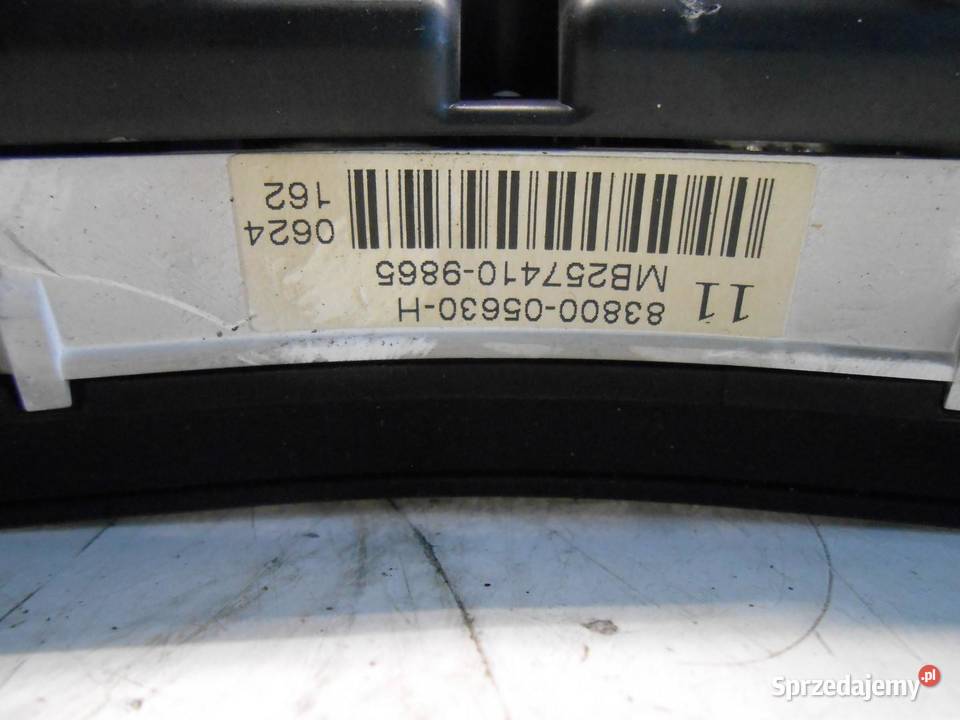 83800-05630-H
11 MB257410-9865
0624
162
Sprzedajemy.pl